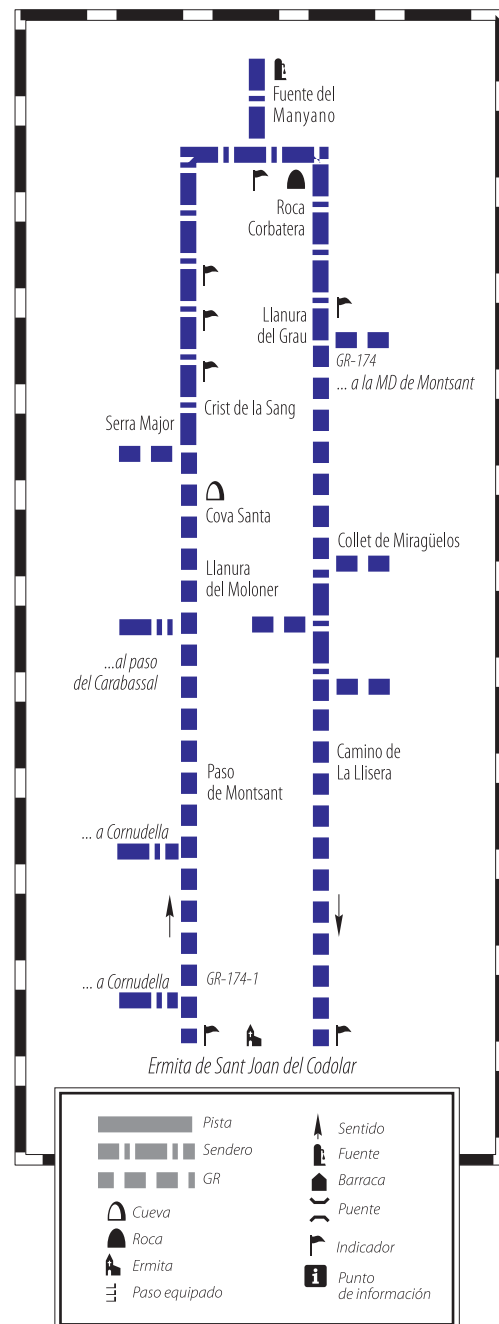 Fuente del
Manyano
Roca
Corbatera
Llanura
del Grau
GR-174
... a la MD de Montsant
Crist de la Sang
Serra Major
Cova Santa
Collet de Miragüelos
Llanura
del Moloner
...al paso
del Carabassal
Camino de
La Llisera
Paso
de Montsant
... a Cornudella
GR-174-1
... a Cornudella
Ermita de Sant Joan del Codolar
Pista
Sendero
GR
Cueva
Roca
Ermita
Paso equipado
Sentido
Fuente
Barraca
Puente
Indicador
i Punto
de información